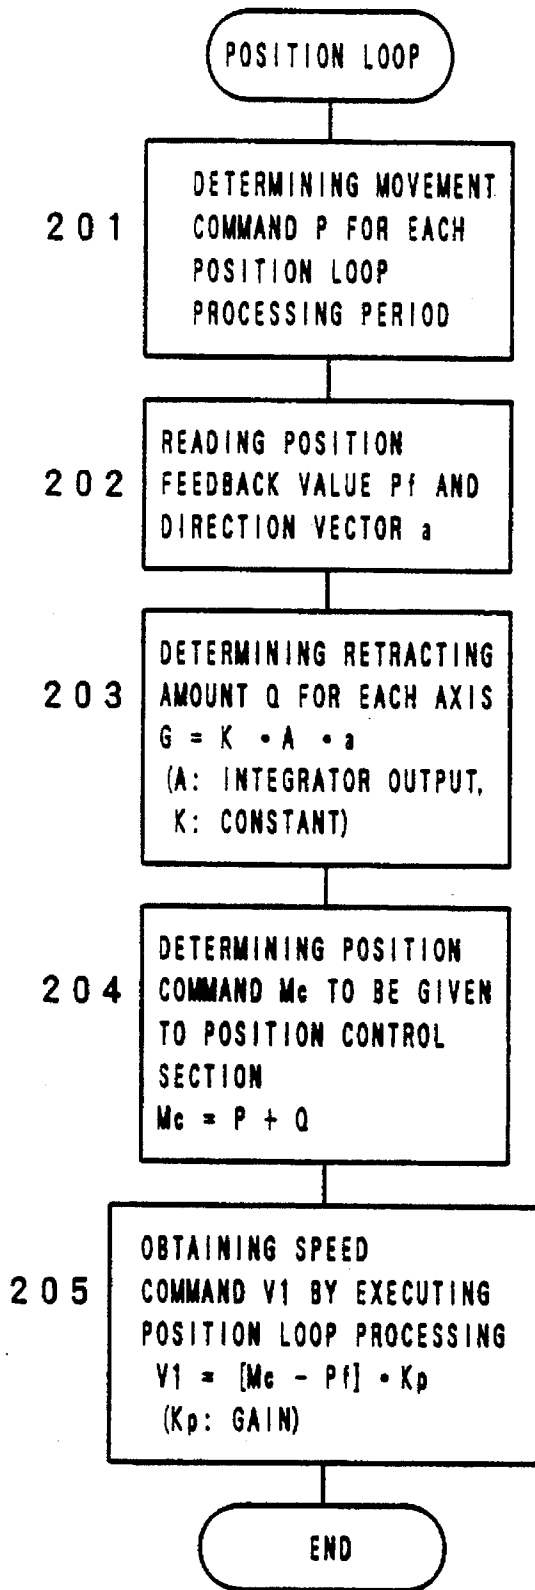 POSITION LOOP
201
DETERMINING MOVEMENT
COMMAND P FOR EACH
POSITION LOOP
PROCESSING PERIOD
202
READING POSITION
FEEDBACK VALUE Pf AND
DIRECTION VECTOR a
203
DETERMINING RETRACTING
AMOUNT Q FOR EACH AXIS
G = K • A • a
(A: INTEGRATOR OUTPUT,
K: CONSTANT)
204
DETERMINING POSITION
COMMAND Mc TO BE GIVEN
TO POSITION CONTROL
SECTION
Mc = P + Q
205
OBTAINING SPEED
COMMAND V1 BY EXECUTING
POSITION LOOP PROCESSING
V1 = [Mc - Pf] • Kp
(Kp: GAIN)
END